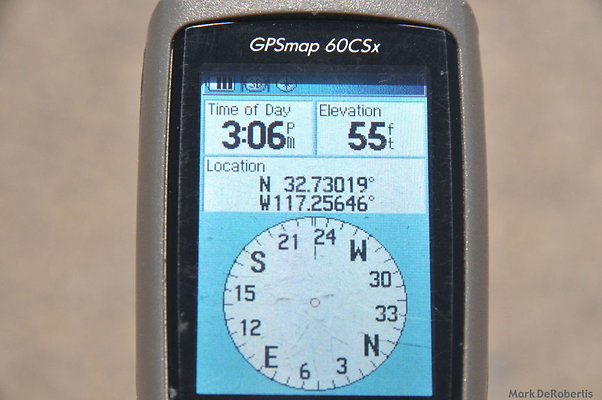 GPSmap 60CSx
3D
Time of Day
3:06 Pm
Elevation
55 ft
Location
N 32.73019°
W117.25646°
21 24 W
S 30
15 33
12 N
E 6 3
Mark DeRobertis